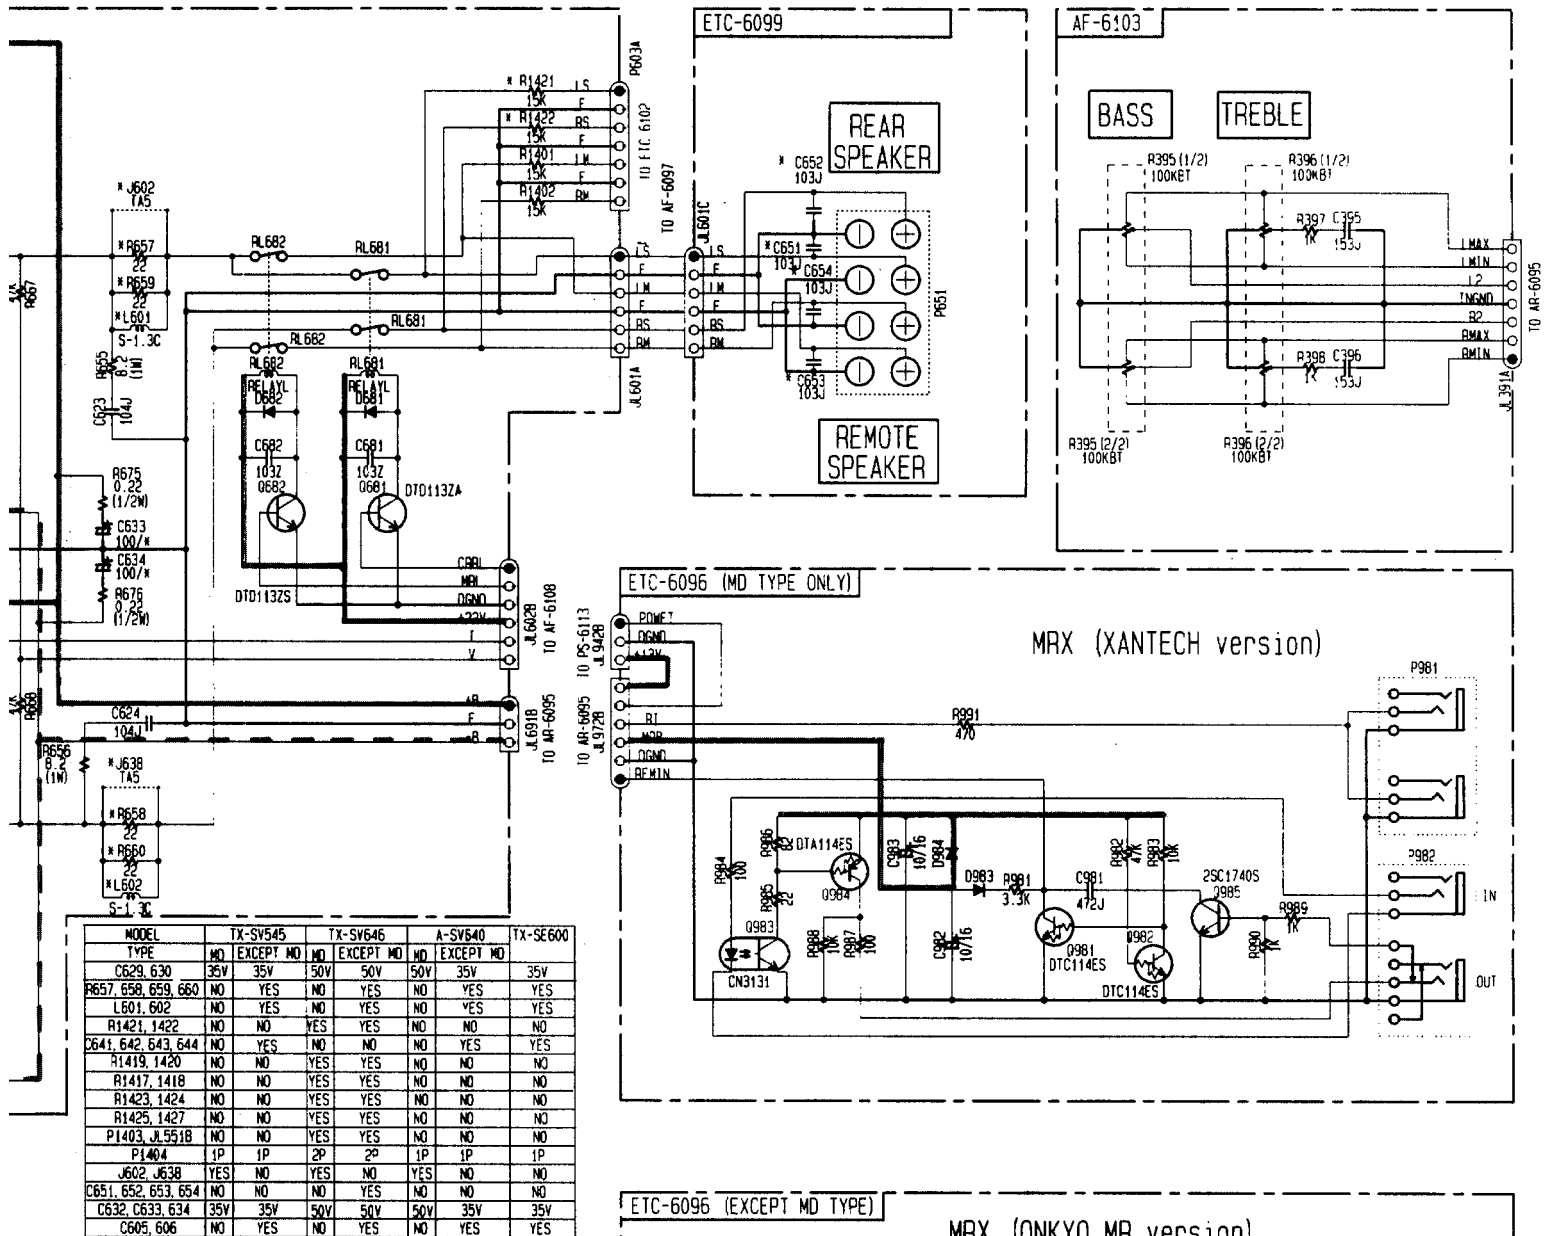 ETC-6099
AF-6103
P603A
* R1421
15K
LS
E
* R1422
15K
RS
E
R1401
15K
LM
E
R1402
15K
RM
TO ETC 6102
TO AF-6097
JL601C
REAR
SPEAKER
* C652
103J
* C651
103J
* C654
103J
* C653
103J
P651
REMOTE
SPEAKER
BASS
TREBLE
R395 (1/2)
100KBT
R396 (1/2)
100KBT
R397
1K
C395
153J
R398
1K
C396
153J
R395 (2/2)
100KBT
R396 (2/2)
100KBT
LMAX
LMIN
L2
TNGND
R2
RMAX
RMIN
TO AR-6095
JL391A
* J602
TA5
*R657
22
*R659
22
*L601
S-1.3C
R667
R655
8.2
(1W)
C623
104J
RL682
RL681
RL681
RL682
LS
E
LM
E
RS
RM
LS
E
LM
E
RS
RM
JL601A
RL682
RELAYL
D682
RL681
RELAYL
D681
C682
103Z
Q682
C681
103Z
Q681
DTD113ZA
DTD113ZS
R675
0.22
(1/2W)
C633
100/*
C634
100/*
R676
0.22
(1/2W)
DGND
+22V
I
V
JL602B
TO AF-6108
R668
C624
104J
R656
8.2
(1W)
E
JL691B
TO AR-6095
* J638
TA5
*R658
22
* R660
22
*L602
S-1.3C
ETC-6096 (MD TYPE ONLY)
MRX (XANTECH version)
TO PS-6113
JL942B
DGND
TO AR-6095
JL972B
RI
DGND
REMIN
R991
470
P981
P982
IN
OUT
R984
100
R986
82
R985
22
DTA114ES
Q984
C983
10/16
D984
D983
R981
3.3K
C981
472J
R982
47K
R983
10K
2SC1740S
Q985
R989
1K
R990
1K
Q983
CN3131
R988
10K
R987
100
C982
10/16
Q981
DTC114ES
Q982
DTC114ES
MODEL TX-SV545 TX-SV646 A-SV640 TX-SE600
TYPE MD EXCEPT MD MD EXCEPT MD MD EXCEPT MD
C629, 630 35V 35V 50V 50V 50V 35V 35V
R657, 658, 659, 660 NO YES NO YES NO YES YES
L601, 602 NO YES NO YES NO YES YES
R1421, 1422 NO NO YES YES NO NO NO
C641, 642, 643, 644 NO YES NO NO NO YES YES
R1419, 1420 NO NO YES YES NO NO NO
R1417, 1418 NO NO YES YES NO NO NO
R1423, 1424 NO NO YES YES NO NO NO
R1425, 1427 NO NO YES YES NO NO NO
P1403, JL551B NO NO YES YES NO NO NO
P1404 1P 1P 2P 2P 1P 1P 1P
J602, J638 YES NO YES NO YES NO NO
C651, 652, 653, 654 NO NO NO YES NO NO NO
C632, C633, 634 35V 35V 50V 50V 50V 35V 35V
C605, 606 NO YES NO YES NO YES YES
ETC-6096 (EXCEPT MD TYPE)
MRX (ONKYO MR version)